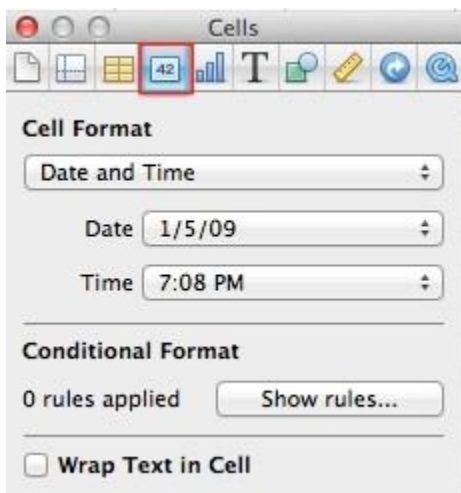 Cells
42 T
Cell Format
Date and Time
Date 1/5/09
Time 7:08 PM
Conditional Format
0 rules applied Show rules...
Wrap Text in Cell